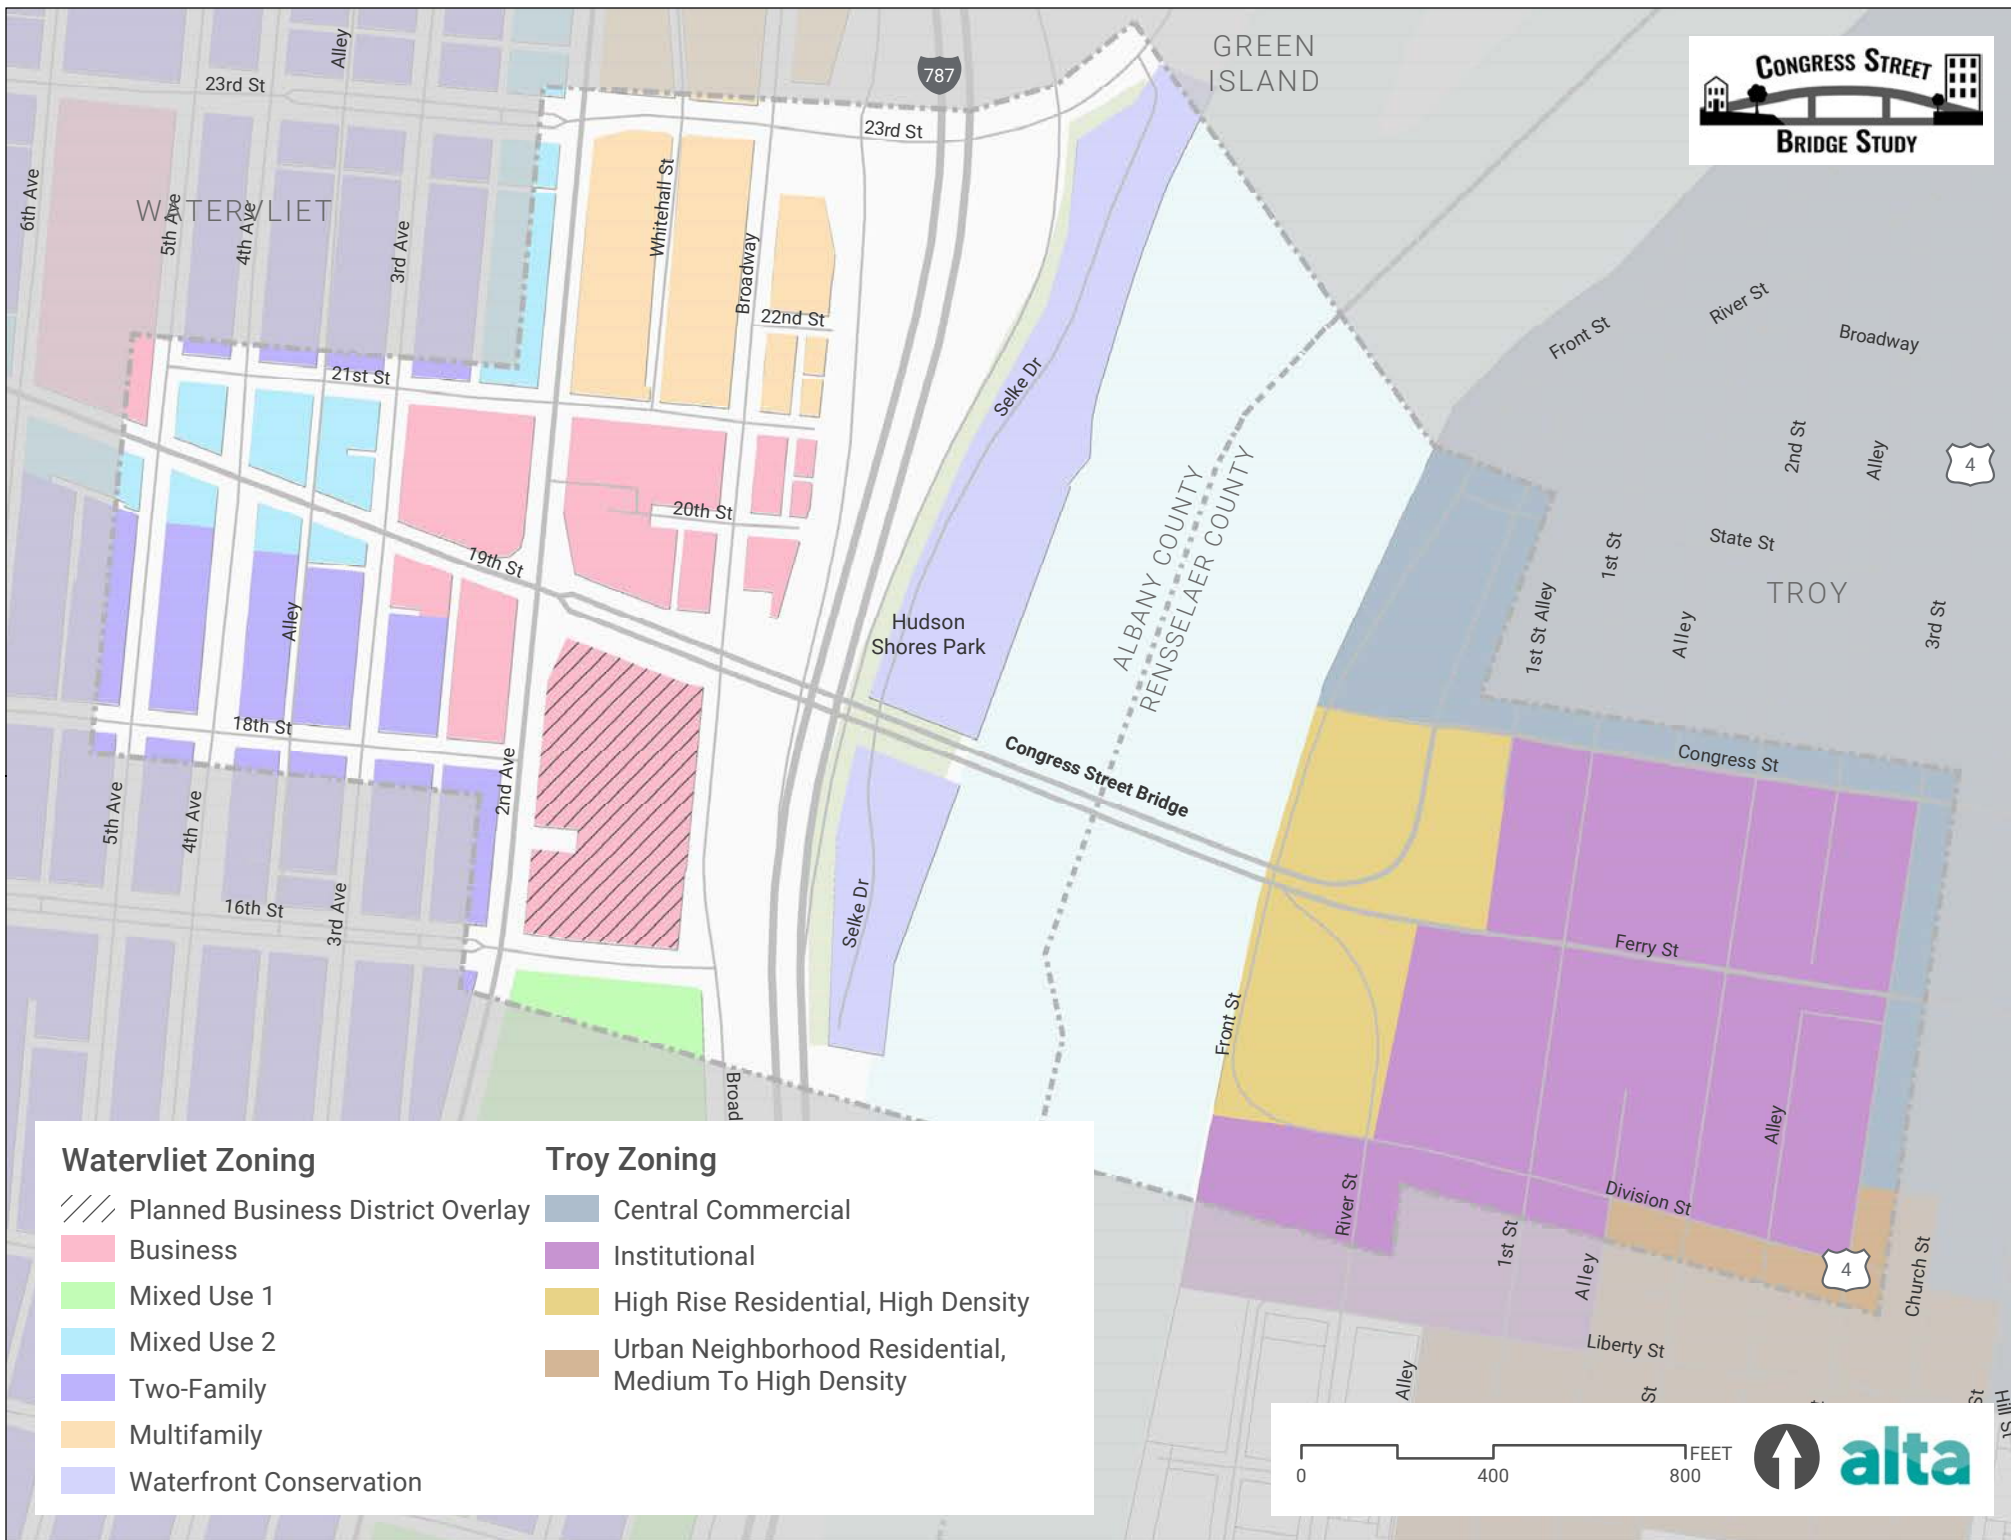 GREEN
ISLAND
CONGRESS STREET
BRIDGE STUDY
787
Alley
23rd St
23rd St
6th Ave
WATERVLIET
5th Ave
4th Ave
3rd Ave
Whitehall St
Broadway
22nd St
21st St
Selke Dr
Front St
River St
Broadway
2nd St
Alley
4
20th St
19th St
ALBANY COUNTY
RENSSELAER COUNTY
1st St
State St
TROY
1st St Alley
Alley
3rd St
Alley
Hudson
Shores Park
18th St
2nd Ave
Congress Street Bridge
Congress St
5th Ave
4th Ave
3rd Ave
16th St
Selke Dr
Ferry St
Front St
Alley
Broad
River St
Division St
1st St
Alley
4
Church St
Liberty St
Alley
St
St
Hill St
Watervliet Zoning
Planned Business District Overlay
Business
Mixed Use 1
Mixed Use 2
Two-Family
Multifamily
Waterfront Conservation
Troy Zoning
Central Commercial
Institutional
High Rise Residential, High Density
Urban Neighborhood Residential,
Medium To High Density
FEET
0 400 800
alta